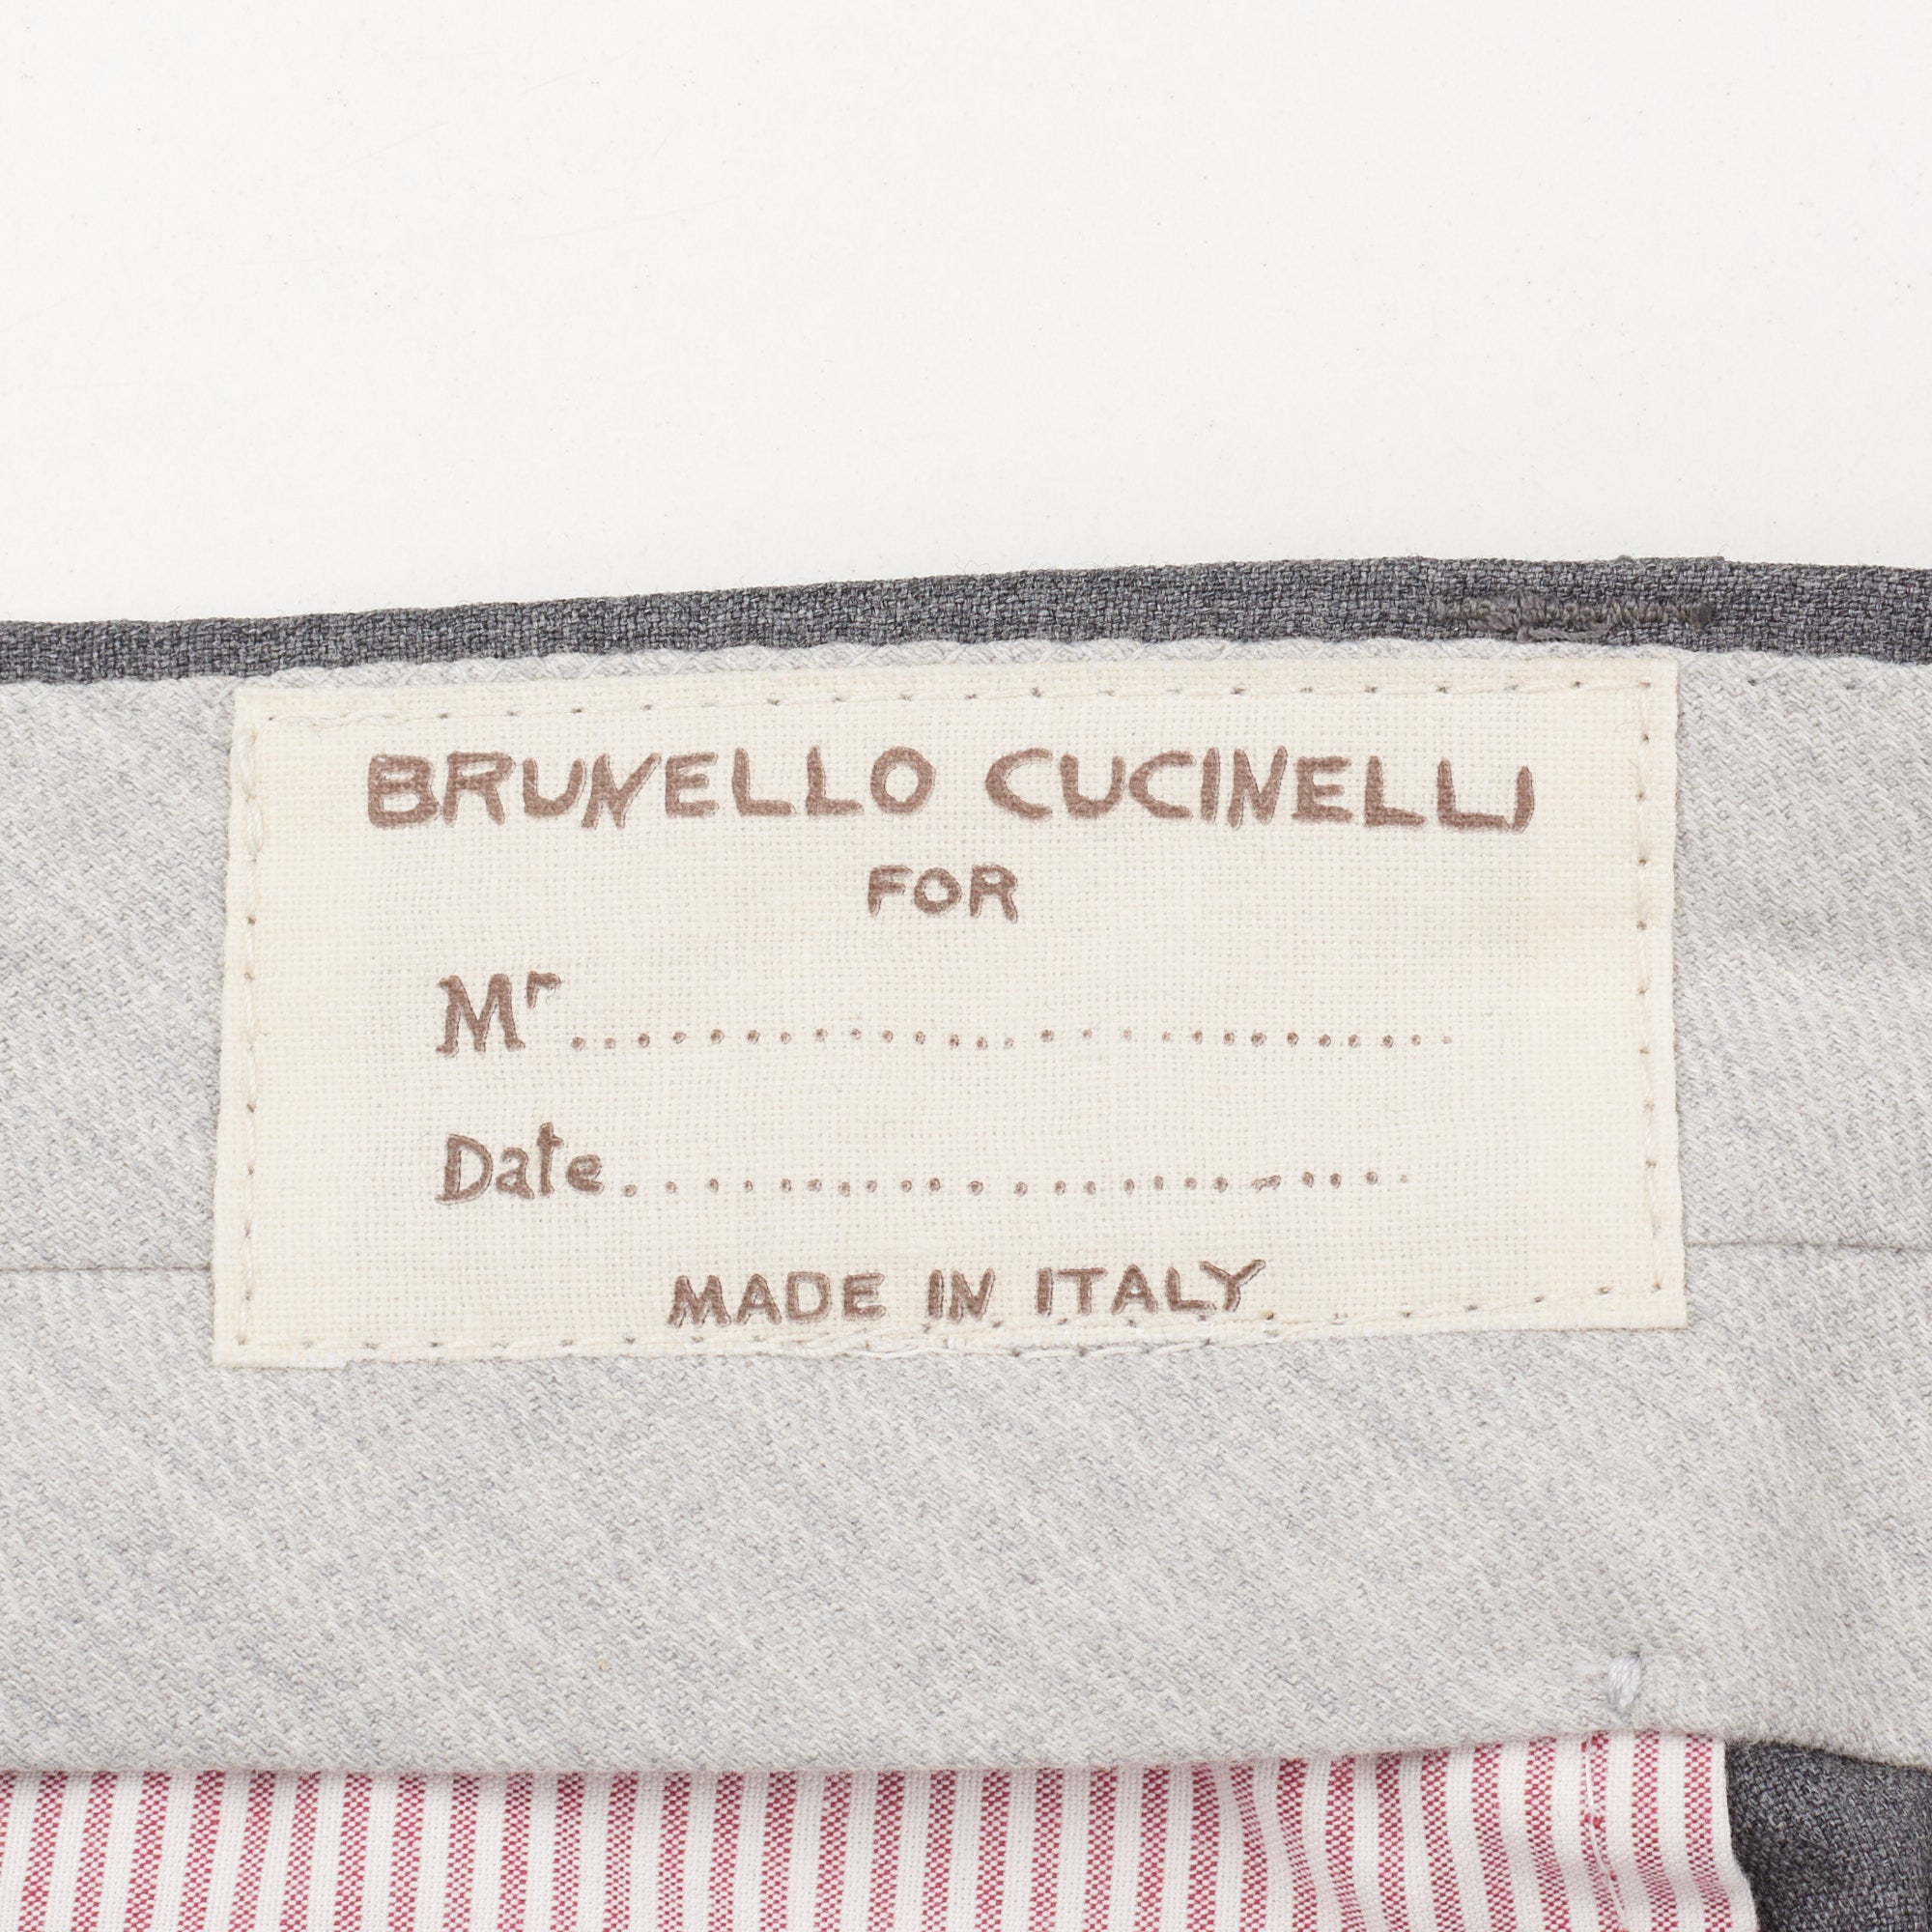 BRUNELLO CUCINELLI
FOR
Mr..........................
Date.......................
MADE IN ITALY